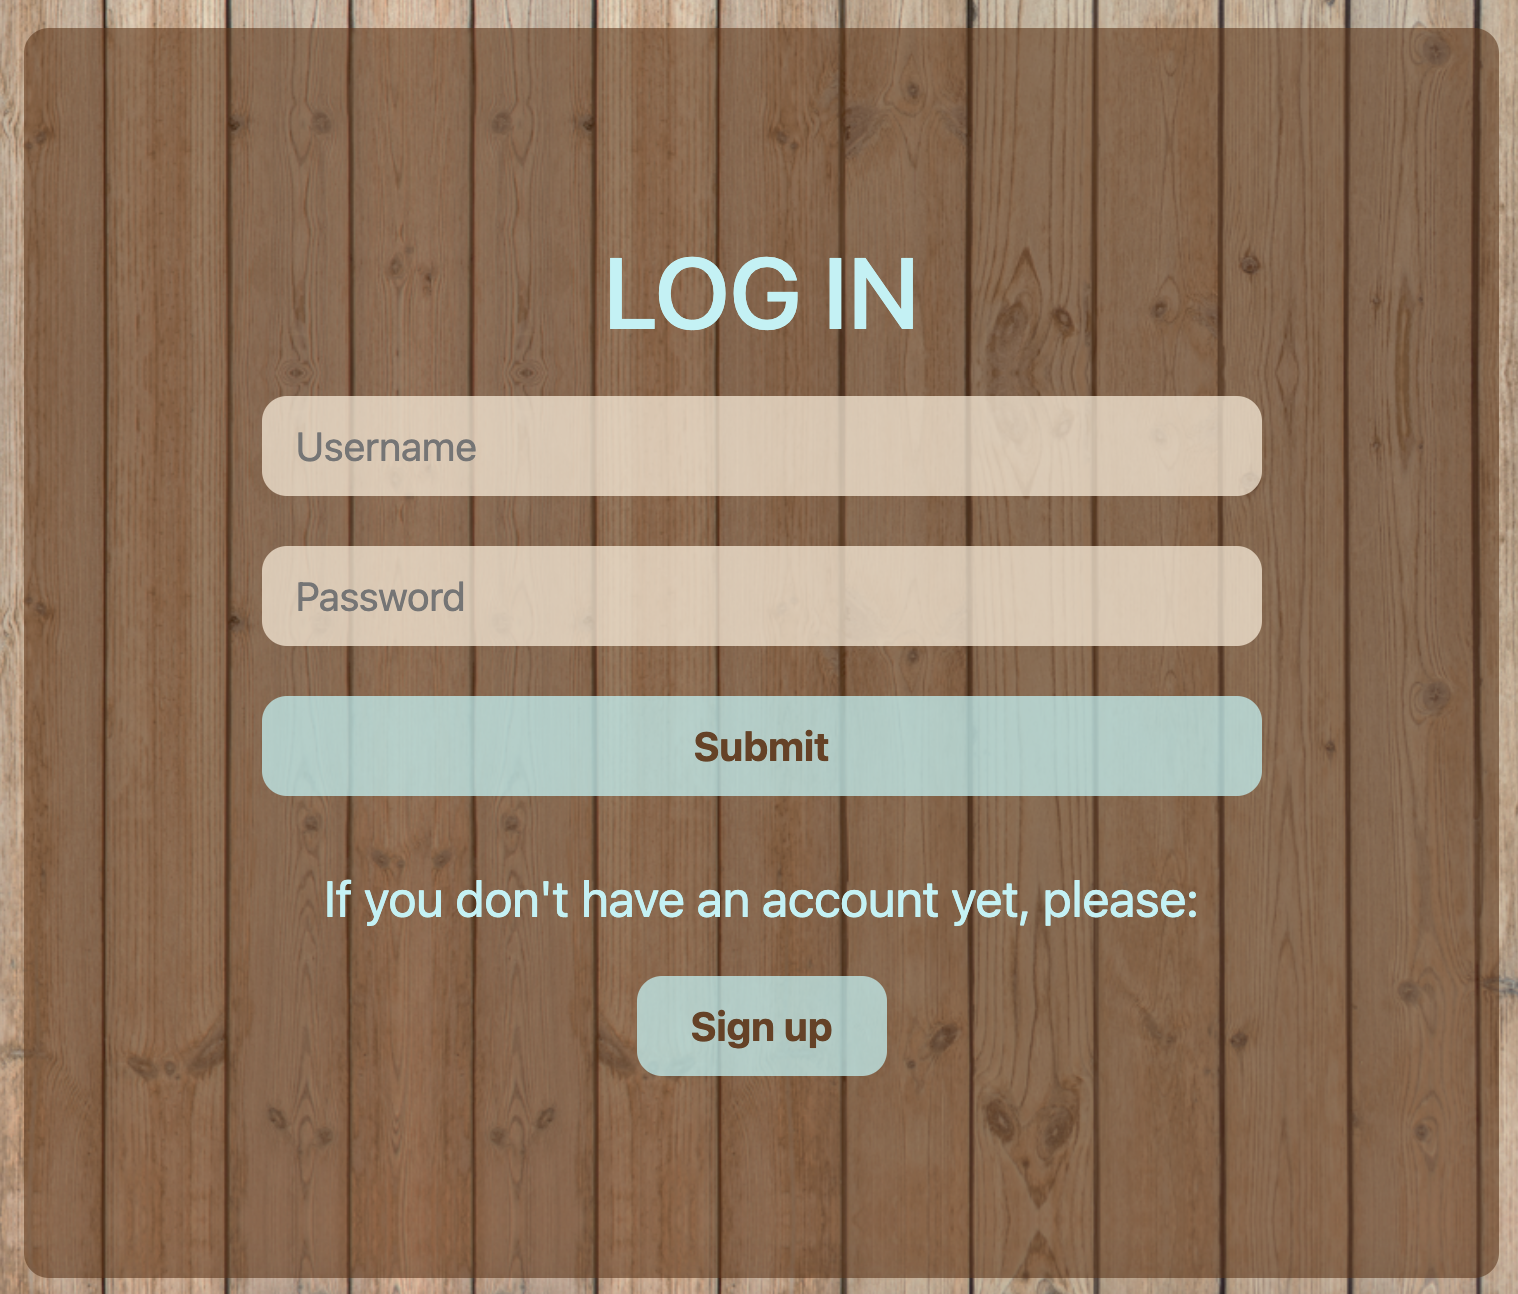 LOG IN
Username
Password
Submit
If you don't have an account yet, please:
Sign up